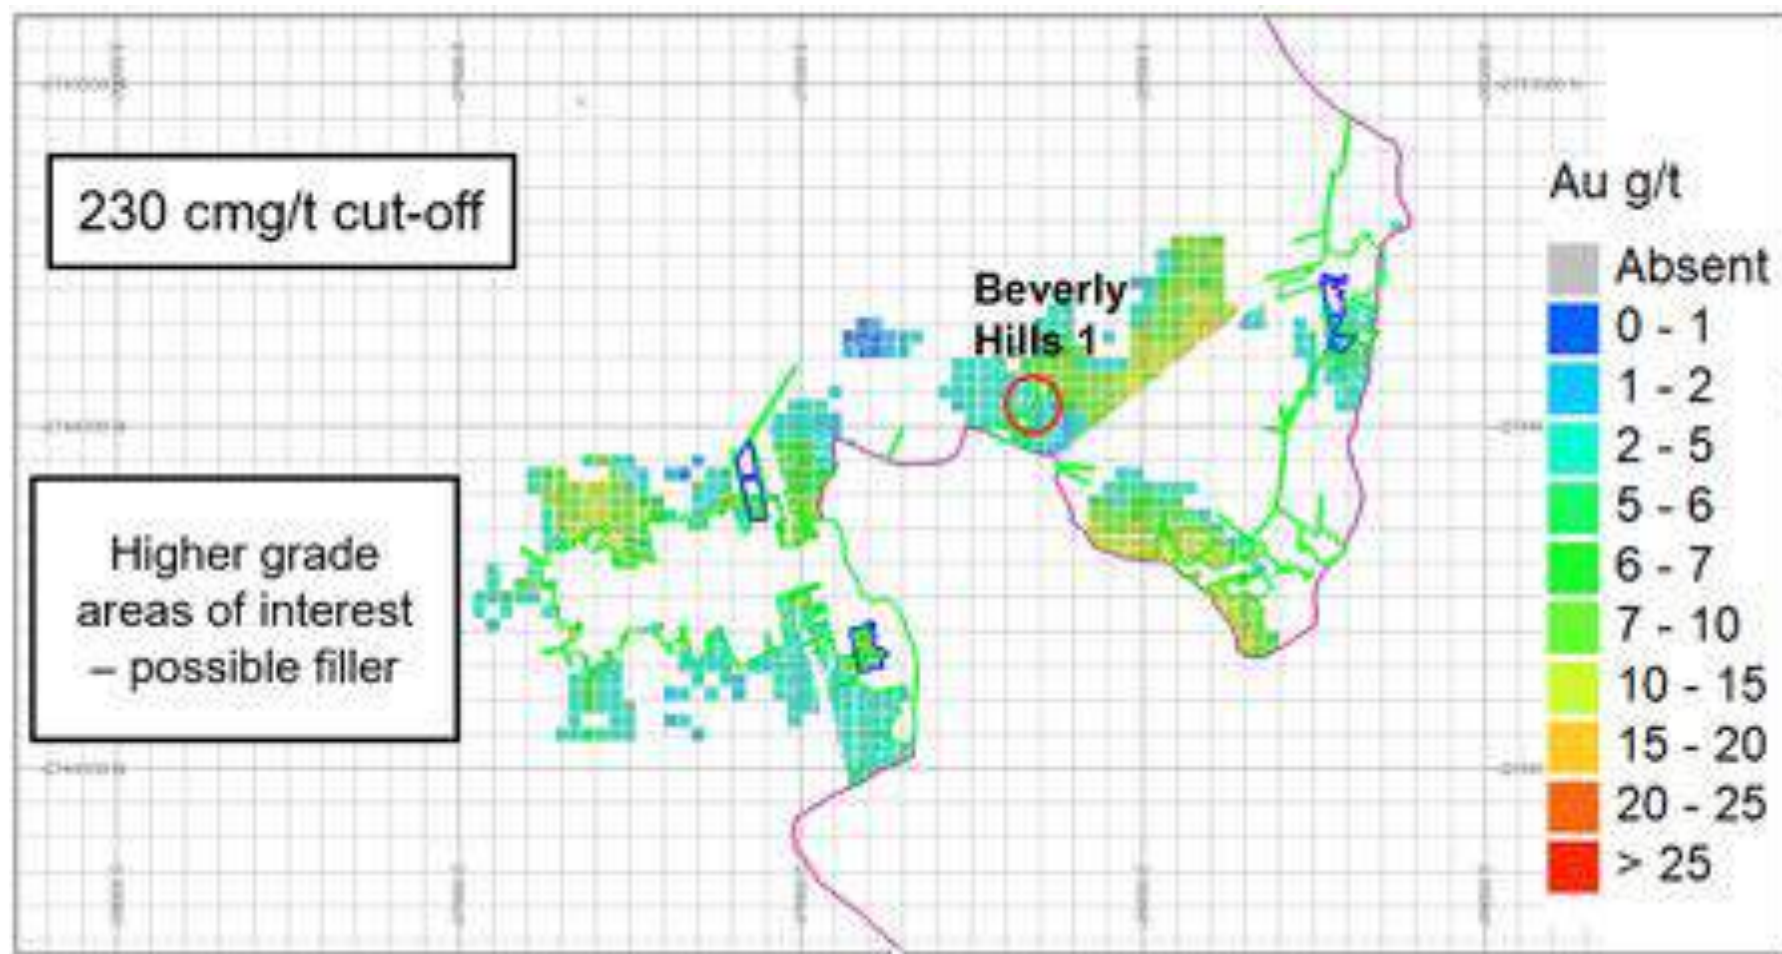 230 cmg/t cut-off
Beverly
Hills 1
Higher grade
areas of interest
– possible filler
Au g/t
Absent
0 - 1
1 - 2
2 - 5
5 - 6
6 - 7
7 - 10
10 - 15
15 - 20
20 - 25
> 25